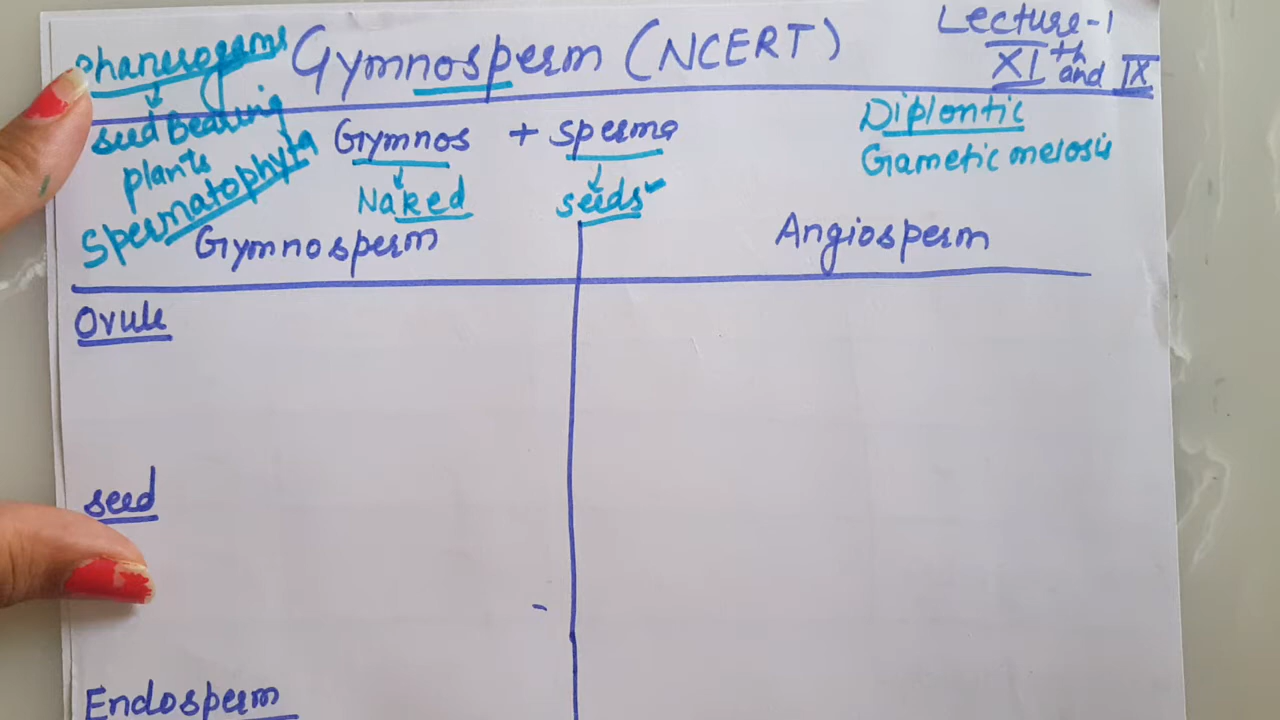 Phanerogams
Gymnosperm (NCERT)
Lecture-1
XIth and IX
seed Bearing
plants
Spermatophyta
Gymnos + sperma
Naked
seeds
Diplontic
Gametic meiosis
Gymnosperm
Angiosperm
Ovule
seed
Endosperm